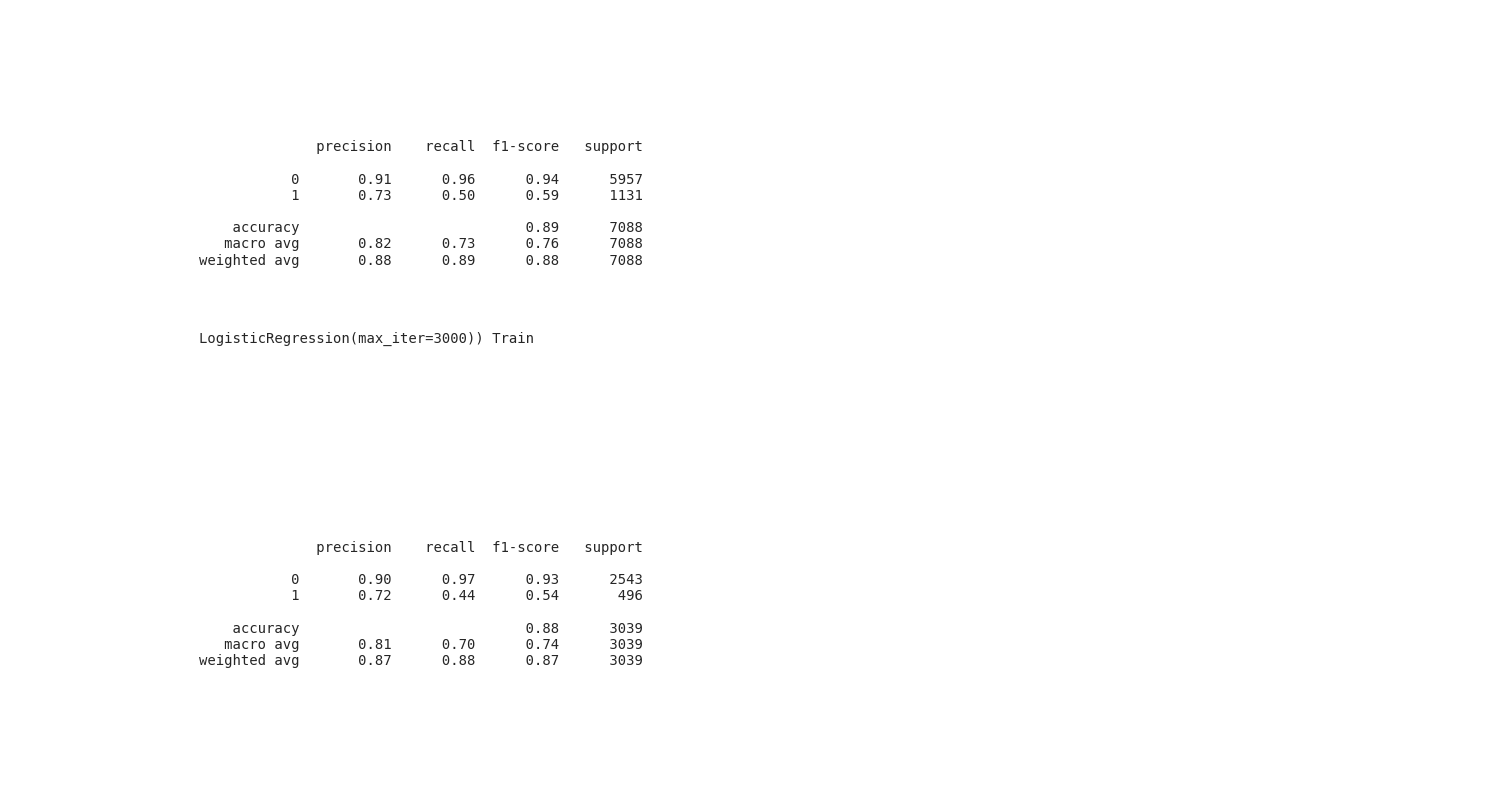 precision recall f1-score support
0 0.91 0.96 0.94 5957
1 0.73 0.50 0.59 1131
accuracy 0.89 7088
macro avg 0.82 0.73 0.76 7088
weighted avg 0.88 0.89 0.88 7088
LogisticRegression(max_iter=3000)) Train
precision recall f1-score support
0 0.90 0.97 0.93 2543
1 0.72 0.44 0.54 496
accuracy 0.88 3039
macro avg 0.81 0.70 0.74 3039
weighted avg 0.87 0.88 0.87 3039